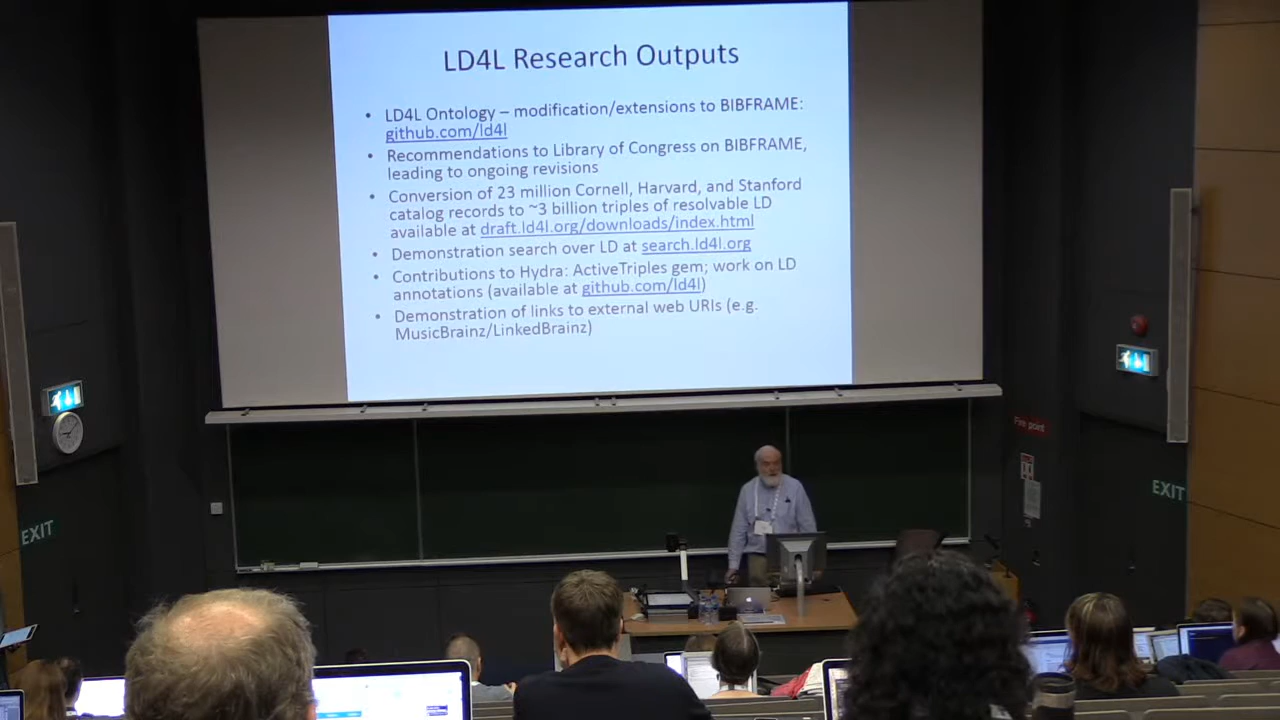 LD4L Research Outputs
• LD4L Ontology – modification/extensions to BIBFRAME:
github.com/ld4l
• Recommendations to Library of Congress on BIBFRAME,
leading to ongoing revisions
• Conversion of 23 million Cornell, Harvard, and Stanford
catalog records to ~3 billion triples of resolvable LD
available at draft.ld4l.org/downloads/index.html
• Demonstration search over LD at search.ld4l.org
• Contributions to Hydra: ActiveTriples gem; work on LD
annotations (available at github.com/ld4l)
• Demonstration of links to external web URIs (e.g.
MusicBrainz/LinkedBrainz)
Fire point
EXIT
EXIT